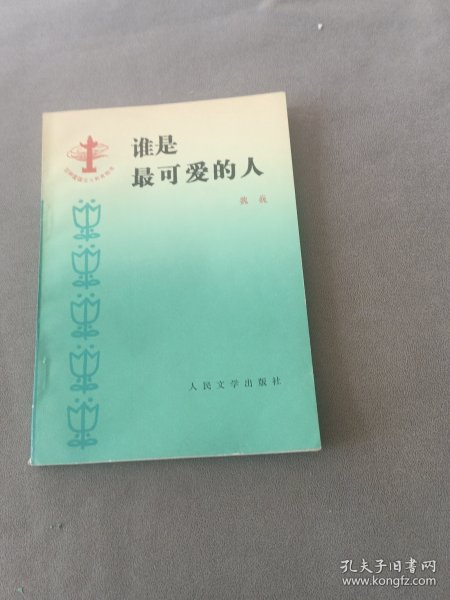 谁是
最可爱的人
魏巍
人民文学出版社
孔夫子旧书网
www.kongfz.com